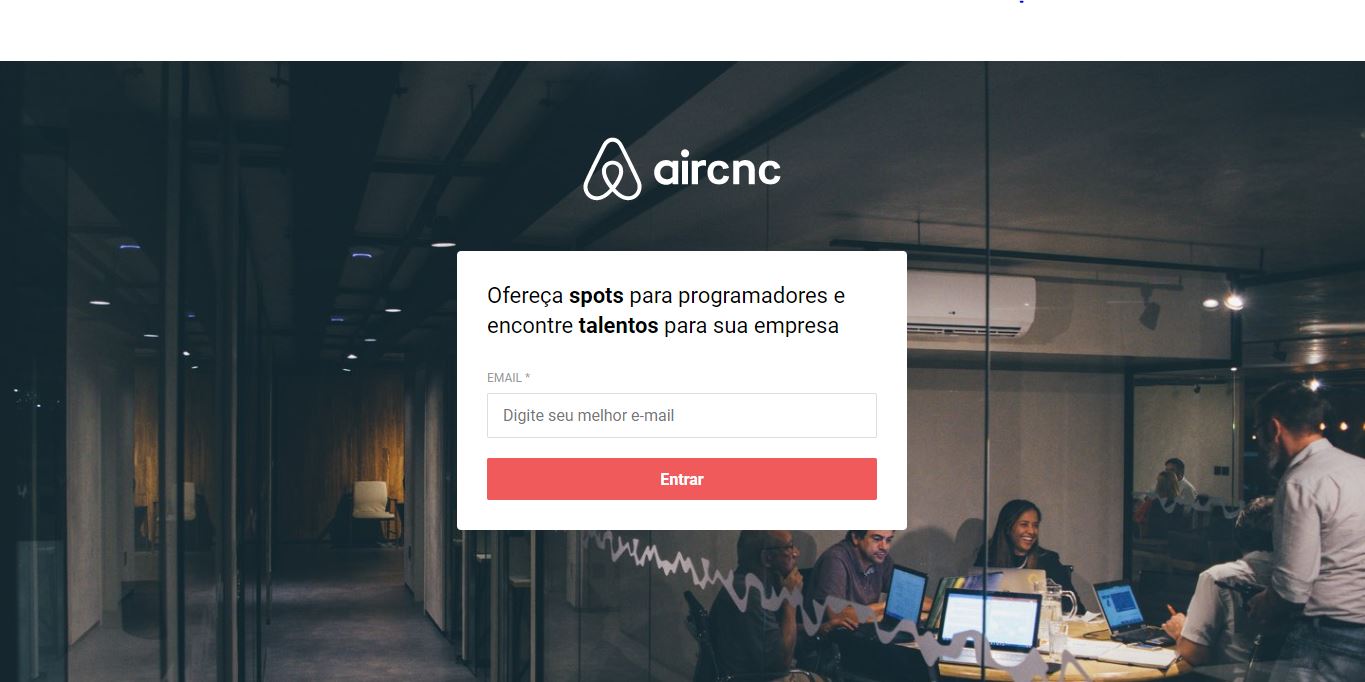 aircnc
Ofereça spots para programadores e
encontre talentos para sua empresa
EMAIL *
Digite seu melhor e-mail
Entrar